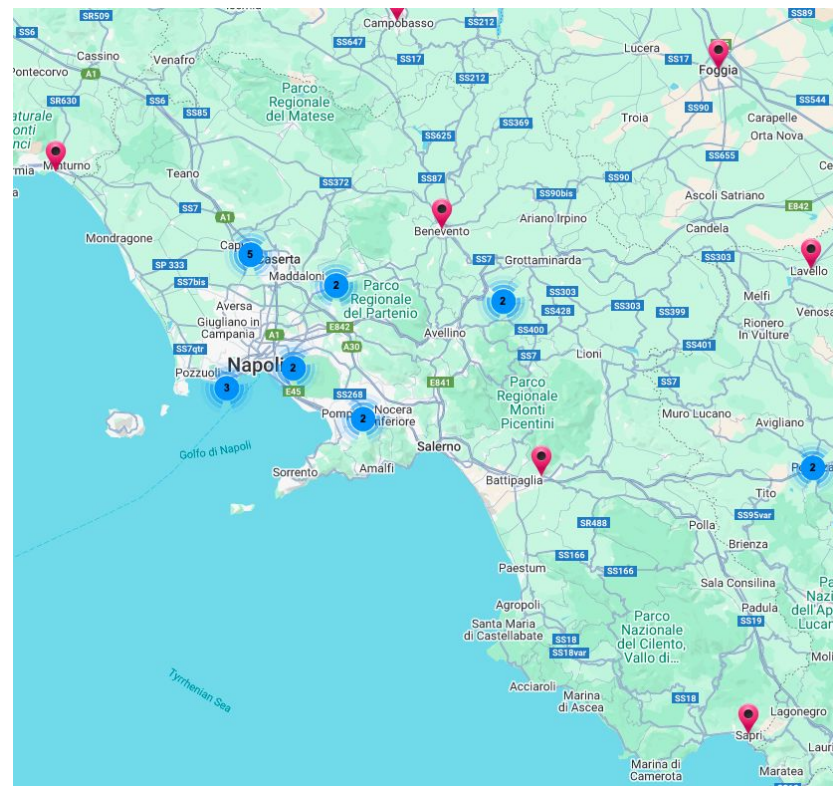 SR509
Campobasso
SS212
SS89
SS6
SS647
Cassino
Venafro
SS17
Lucera
SS17
Foggia
Pontecorvo
A1
SS212
Parco
Regionale
del Matese
SR630
SS6
SS85
SS90
SS544
Carapelle
SS369
Troia
Orta Nova
SS625
SS655
Minturno
Teano
SS372
SS87
SS90
SS90bis
Ascoli Satriano
E842
SS7
A1
Benevento
Ariano Irpino
Candela
Mondragone
SS7
Grottaminarda
SS303
SP 333
5
Maddaloni
Lavello
SS7bis
2
Parco
Regionale
del Partenio
2
SS303
SS303
Melfi
Aversa
SS428
SS399
Venosa
Giugliano in
Campania
E842
A1
SS400
Rionero
In Vulture
SS7qtr
A30
Avellino
SS401
Napoli
2
SS7
Lioni
Pozzuoli
3
E45
SS268
E841
Parco
Regionale
Monti
Picentini
SS7
Nocera
2
Muro Lucano
Avigliano
Golfo di Napoli
Salerno
Sorrento
Amalfi
Battipaglia
2
Tito
SR488
Polla
SS95var
Brienza
SS166
SS166
Paestum
Sala Consilina
Agropoli
Padula
Santa Maria
di Castellabate
Parco
Nazionale
del Cilento,
Vallo di...
SS19
SS18
SS18var
Tyrrhenian Sea
Acciaroli
Marina
di Ascea
SS18
Lagonegro
Sapri
Marina di
Camerota
Maratea